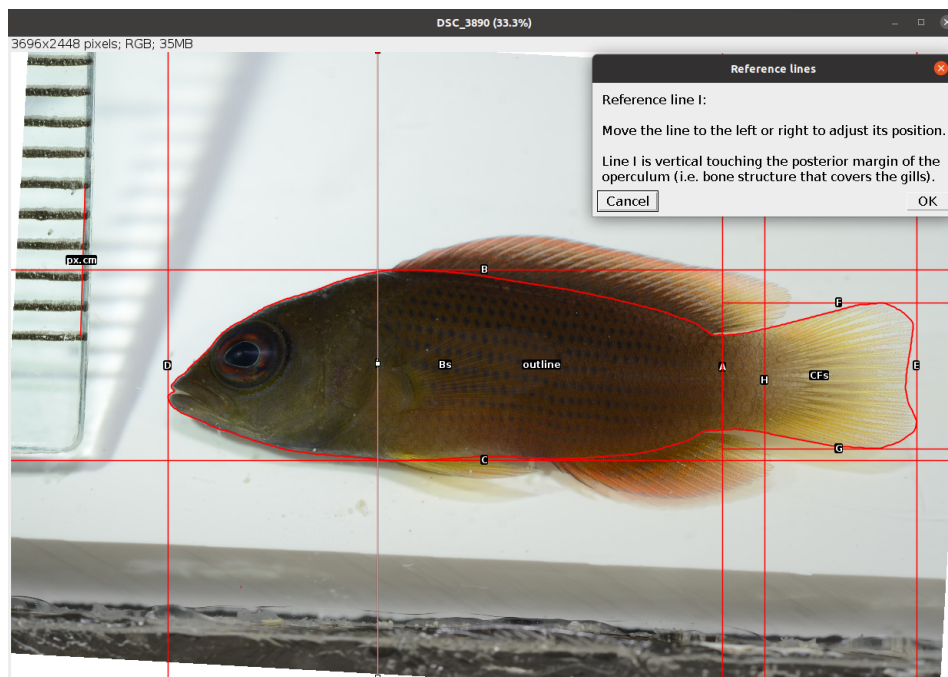 DSC_3890 (33.3%)
3696x2448 pixels; RGB; 35MB
Reference lines
Reference line I:
Move the line to the left or right to adjust its position.
Line I is vertical touching the posterior margin of the
operculum (i.e. bone structure that covers the gills).
Cancel
OK
px.cm
B
F
D
Bs
outline
A
H
CFs
E
C
G